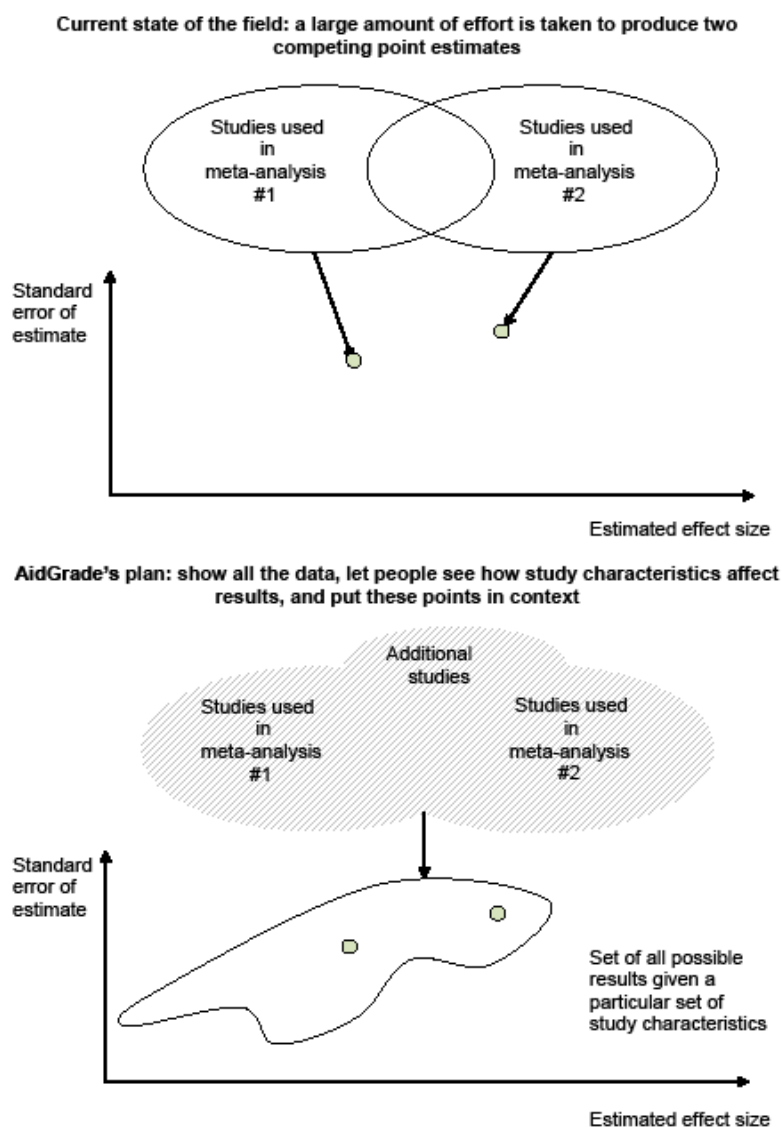 Current state of the field: a large amount of effort is taken to produce two
competing point estimates
Studies used
in
meta-analysis
#1
Studies used
in
meta-analysis
#2
Standard
error of
estimate
Estimated effect size
AidGrade's plan: show all the data, let people see how study characteristics affect
results, and put these points in context
Additional
studies
Studies used
in
meta-analysis
#1
Studies used
in
meta-analysis
#2
Standard
error of
estimate
Set of all possible
results given a
particular set of
study characteristics
Estimated effect size